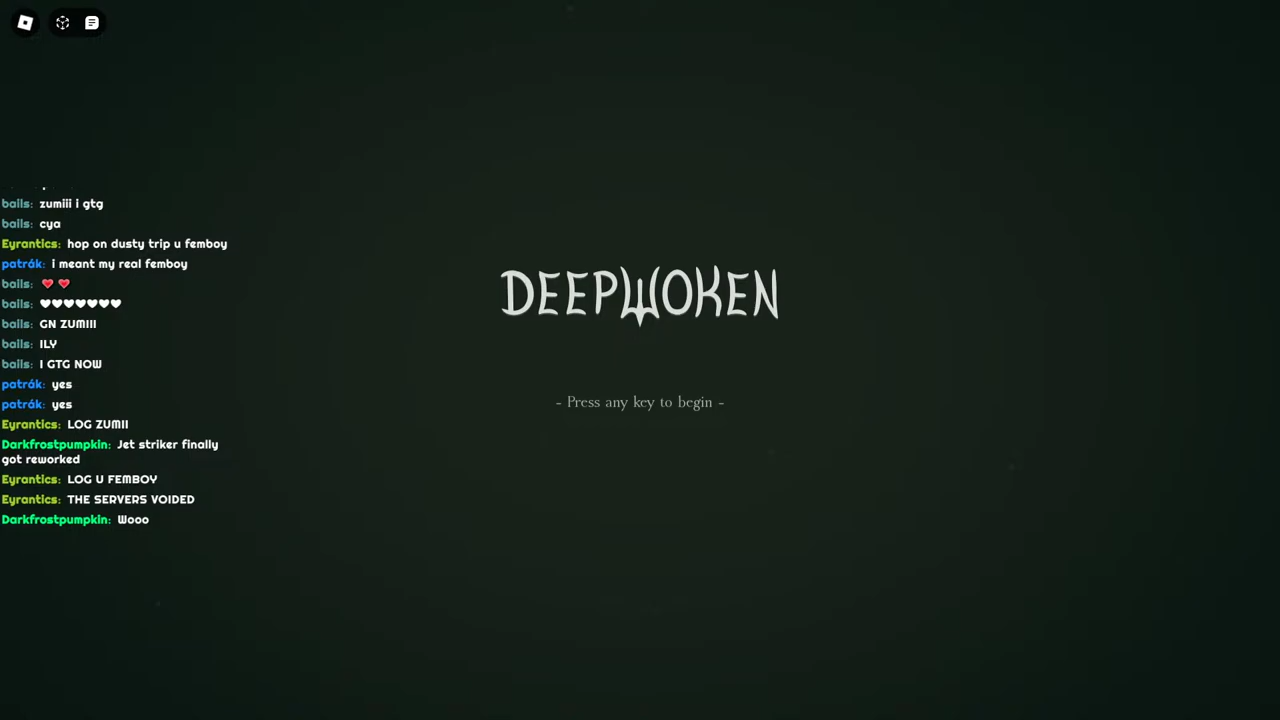 balls: zumiii i gtg
balls: cya
Eyrantics: hop on dusty trip u femboy
patrák: i meant my real femboy
balls: ❤️ ❤️
balls: ♥♥♥♥♥♥♥
balls: GN ZUMIII
balls: ILY
balls: I GTG NOW
patrák: yes
patrák: yes
Eyrantics: LOG ZUMII
Darkfrostpumpkin: Jet striker finally
got reworked
Eyrantics: LOG U FEMBOY
Eyrantics: THE SERVERS VOIDED
Darkfrostpumpkin: Wooo
DEEPWOKEN
- Press any key to begin -